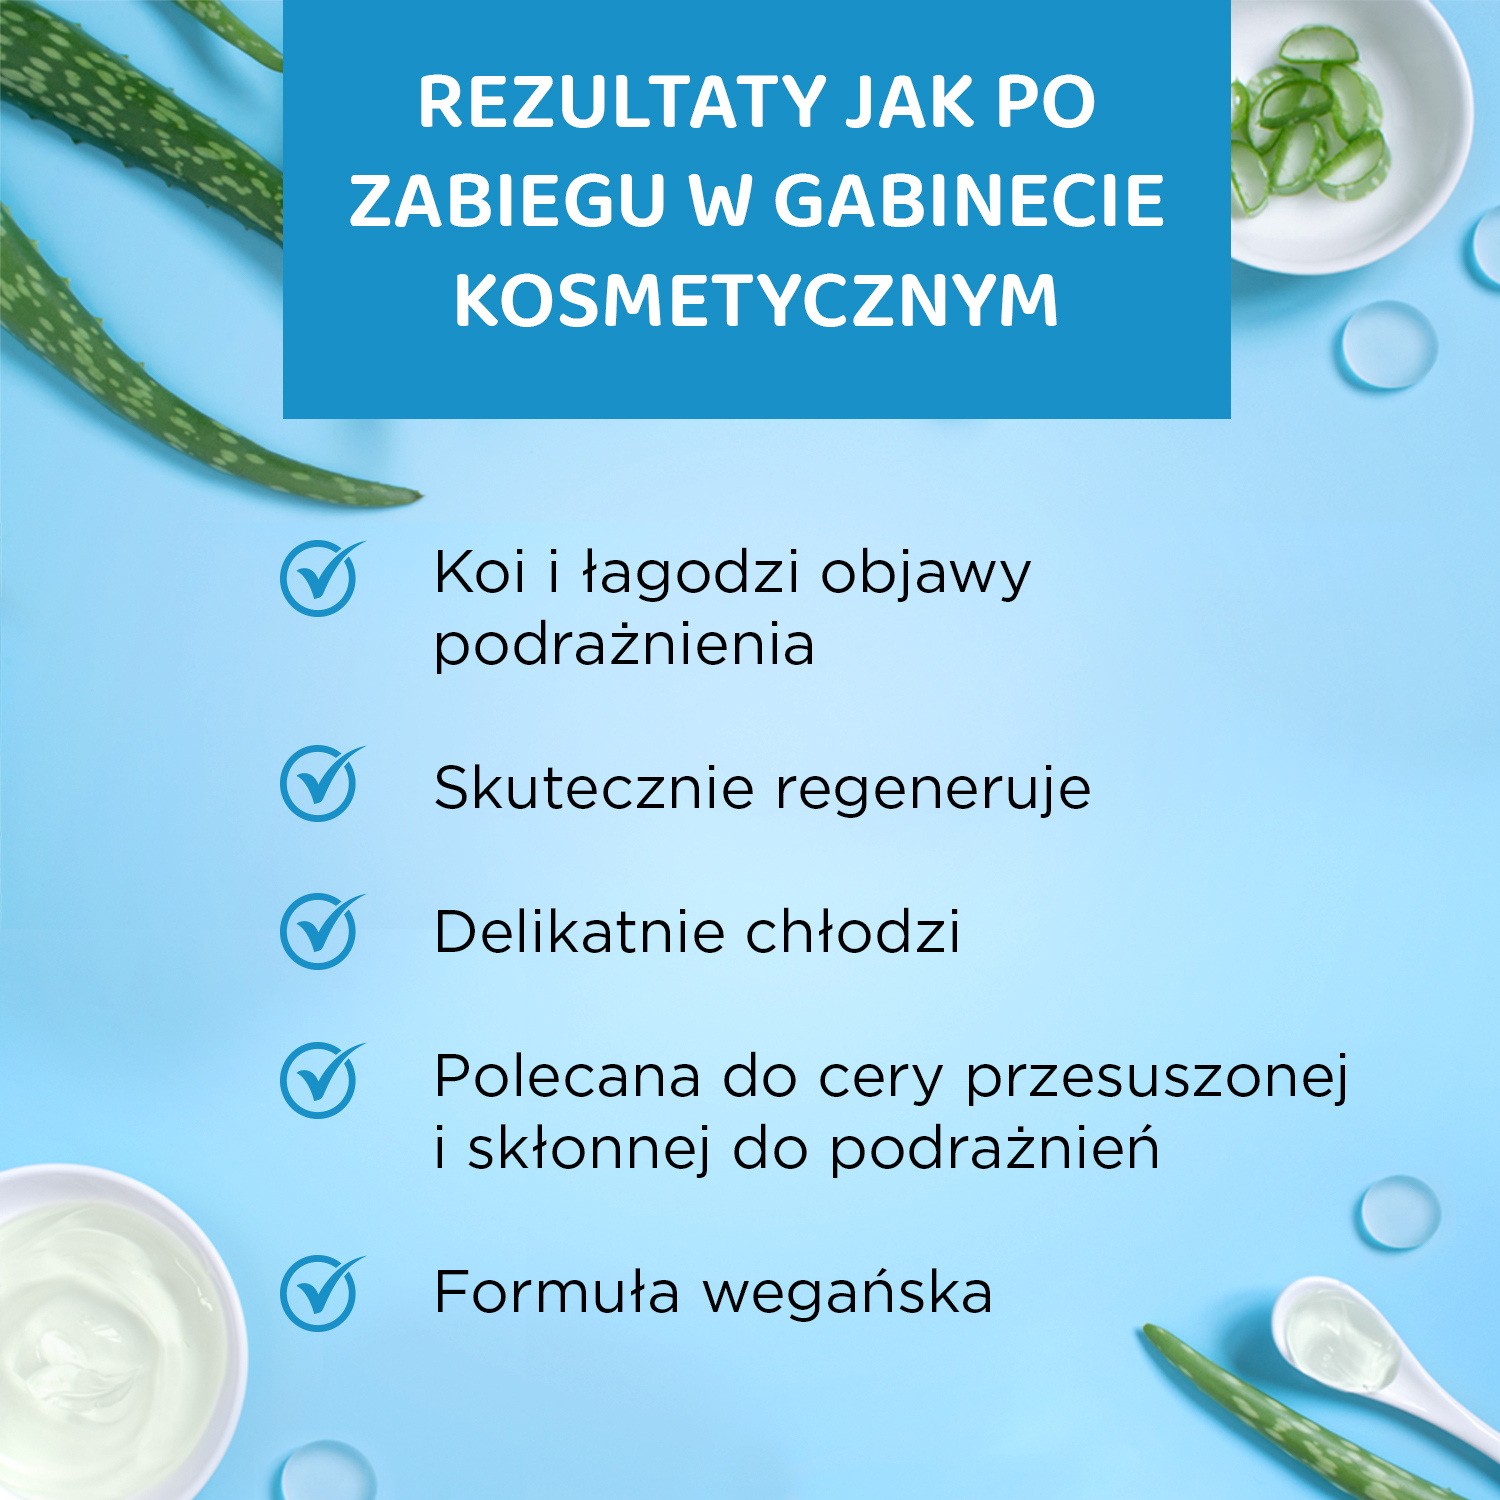 REZULTATY JAK PO
ZABIEGU W GABINECIE
KOSMETYCZNYM
Koi i łagodzi objawy
podrażnienia
Skutecznie regeneruje
Delikatnie chłodzi
Polecana do cery przesuszonej
i skłonnej do podrażnień
Formuła wegańska